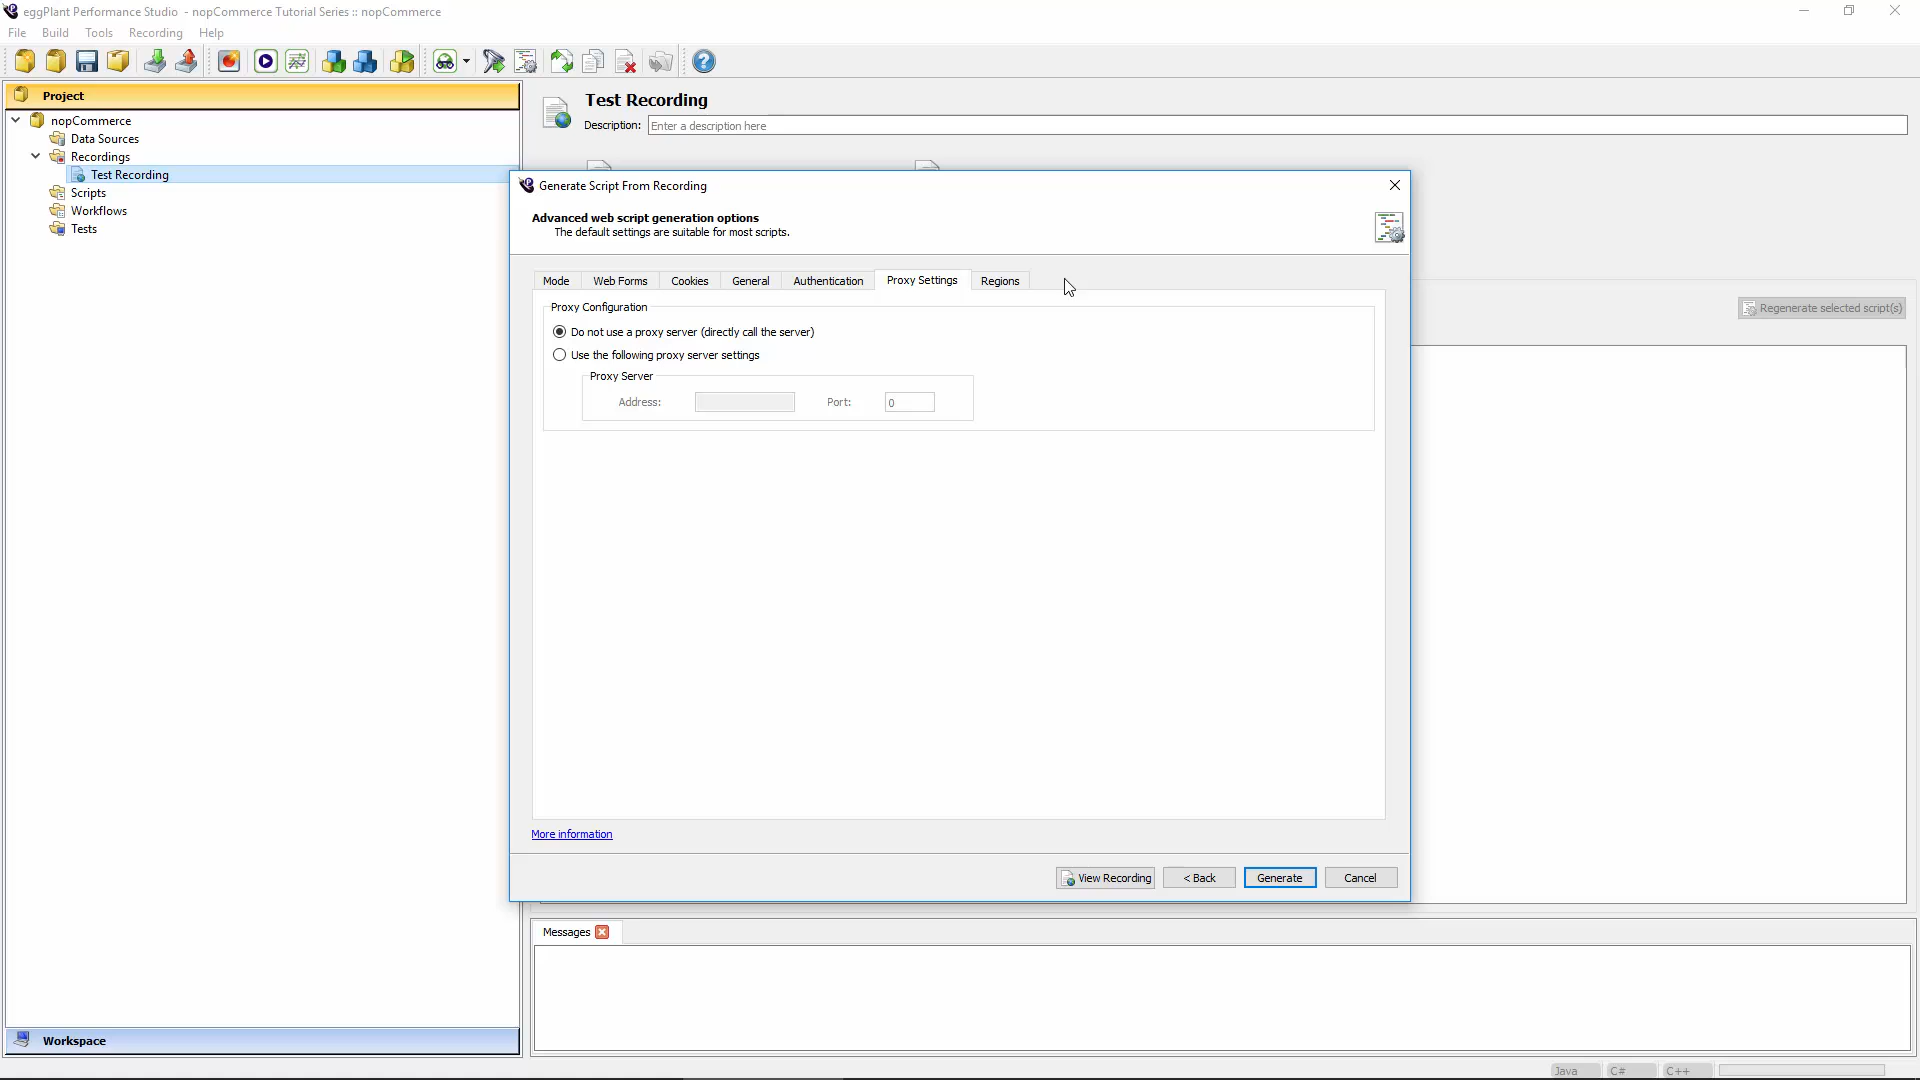 eggPlant Performance Studio - nopCommerce Tutorial Series :: nopCommerce
File Build Tools Recording Help
Project
nopCommerce
Data Sources
Recordings
Test Recording
Scripts
Workflows
Tests
Workspace
Test Recording
Description: Enter a description here
Regenerate selected script(s)
Generate Script From Recording
Advanced web script generation options
The default settings are suitable for most scripts.
Mode Web Forms Cookies General Authentication Proxy Settings Regions
Proxy Configuration
Do not use a proxy server (directly call the server)
Use the following proxy server settings
Proxy Server
Address: Port: 0
More information
View Recording < Back Generate Cancel
Messages
Java C# C++